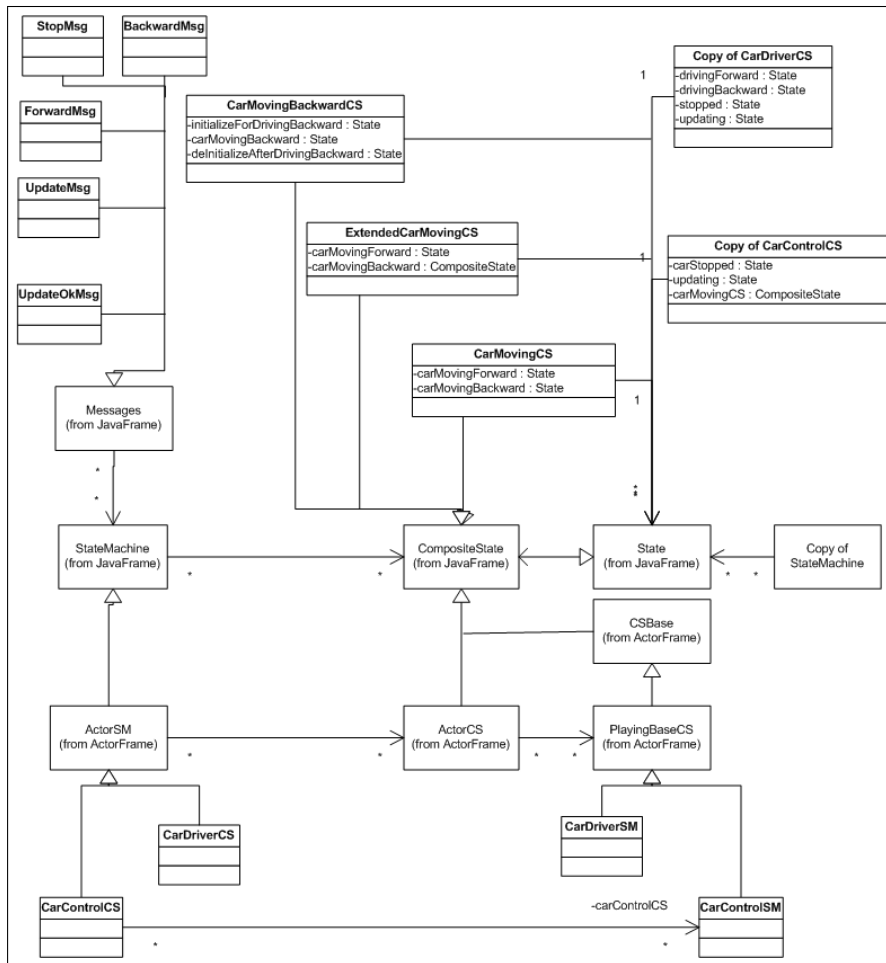 StopMsg
BackwardMsg
ForwardMsg
UpdateMsg
UpdateOkMsg
CarMovingBackwardCS
-initializeForDrivingBackward : State
-carMovingBackward : State
-deInitializeAfterDrivingBackward : State
1
Copy of CarDriverCS
-drivingForward : State
-drivingBackward : State
-stopped : State
-updating : State
ExtendedCarMovingCS
-carMovingForward : State
-carMovingBackward : CompositeState
1
Copy of CarControlCS
-carStopped : State
-updating : State
-carMovingCS : CompositeState
CarMovingCS
-carMovingForward : State
-carMovingBackward : State
1
Messages
(from JavaFrame)
*
*
*
*
StateMachine
(from JavaFrame)
*
*
CompositeState
(from JavaFrame)
State
(from JavaFrame)
*
*
Copy of
StateMachine
CSBase
(from ActorFrame)
ActorSM
(from ActorFrame)
*
*
ActorCS
(from ActorFrame)
*
*
PlayingBaseCS
(from ActorFrame)
CarDriverCS
CarDriverSM
CarControlCS
*
-carControlCS
*
CarControlSM